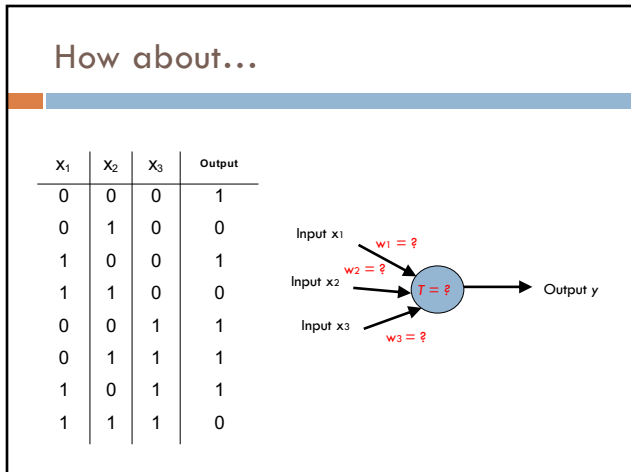 How about...
X₁ X₂ X₃ Output
0 0 0 1
0 1 0 0
1 0 0 1
1 1 0 0
0 0 1 1
0 1 1 1
1 0 1 1
1 1 1 0
Input x₁
w₁ = ?
w₂ = ?
Input x₂
T = ?
Output y
Input x₃
w₃ = ?